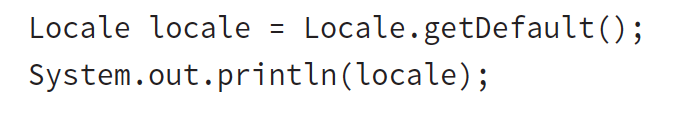 Locale locale = Locale.getDefault();
System.out.println(locale);